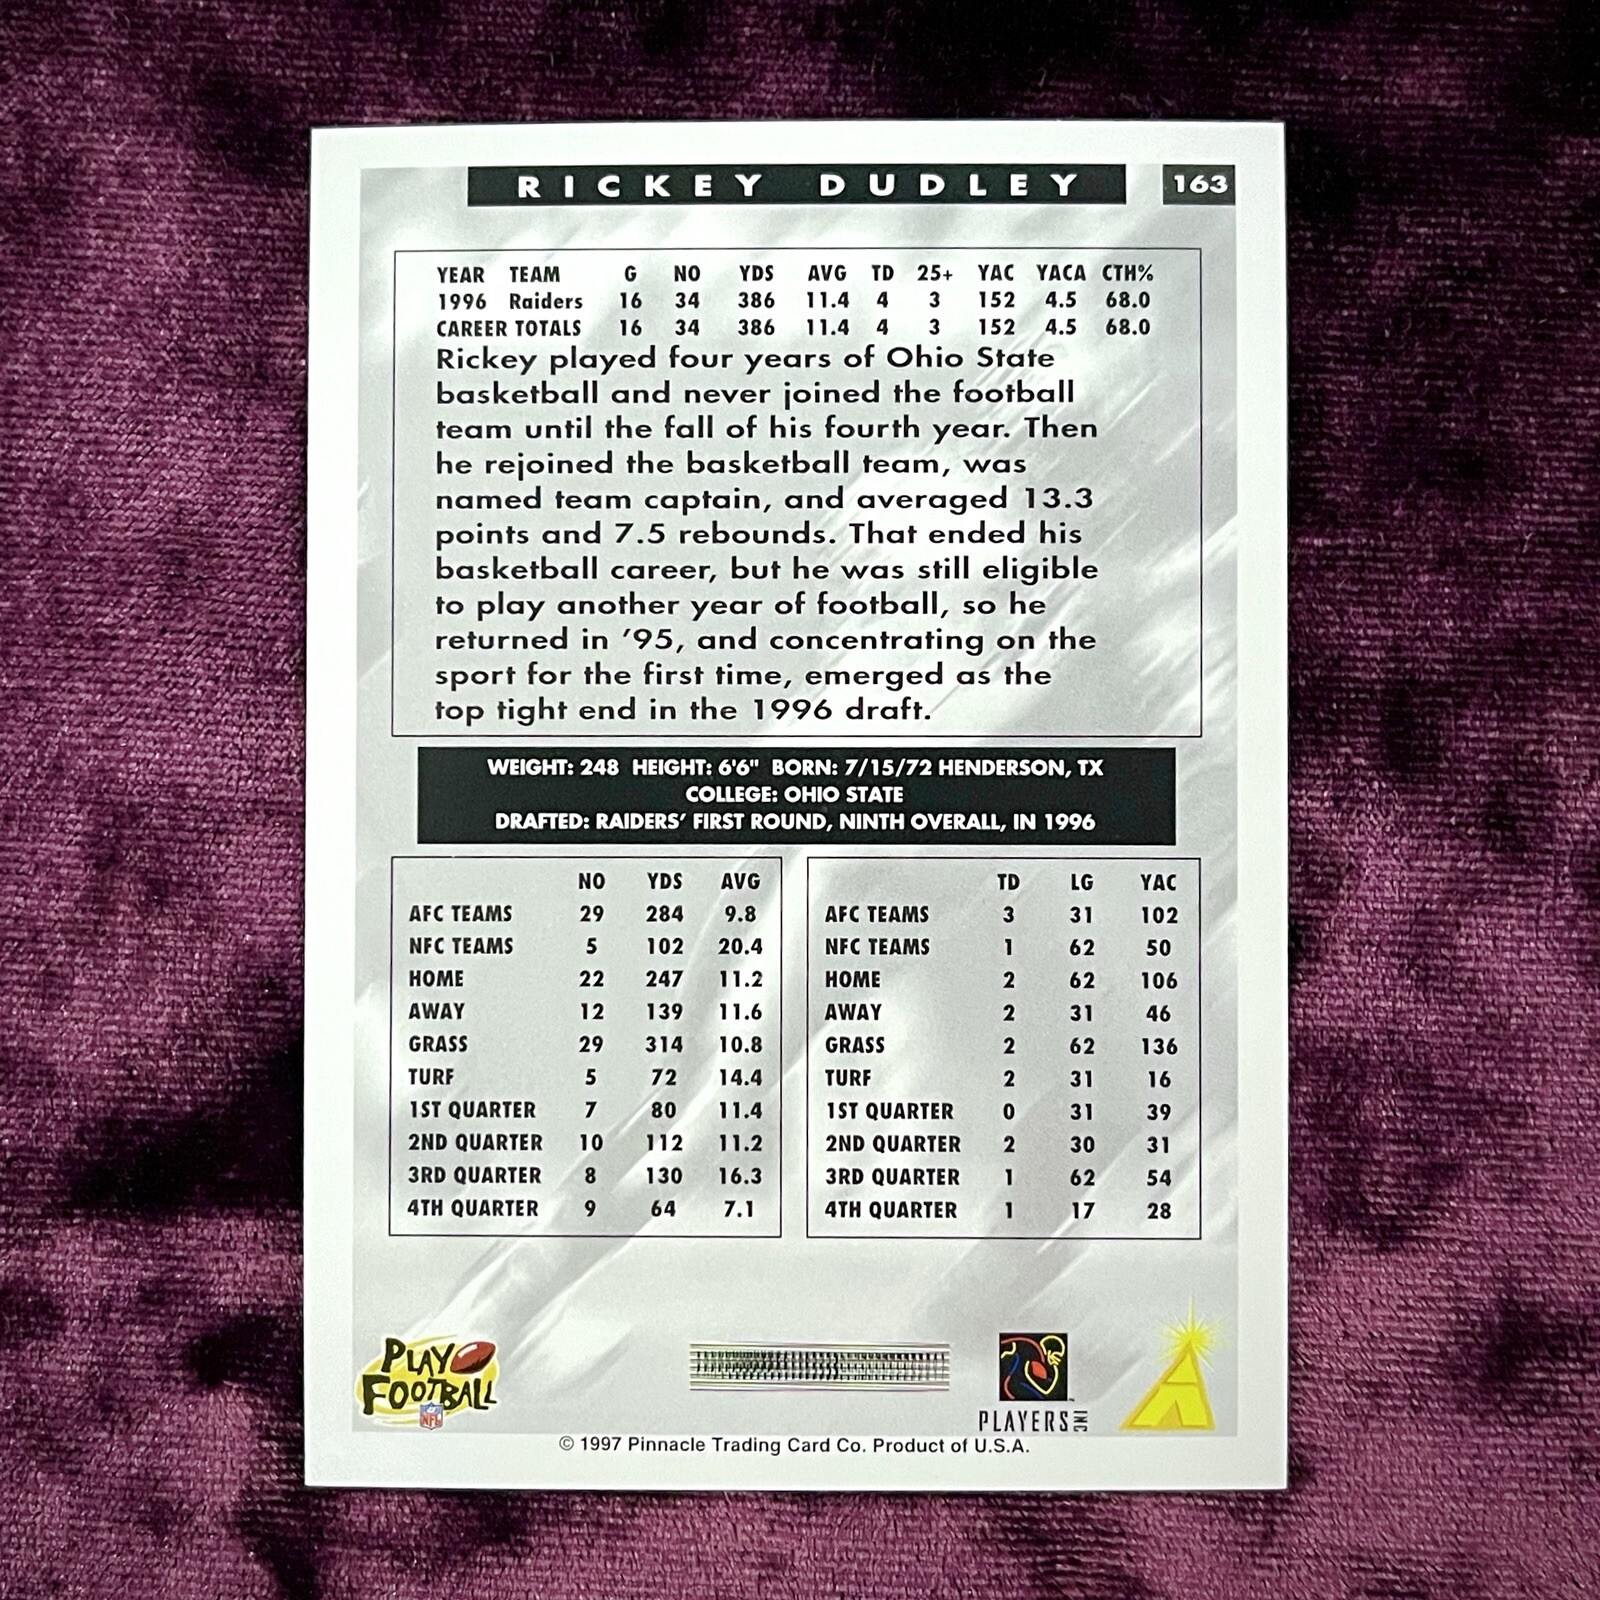 RICKEY DUDLEY 163
YEAR TEAM G NO YDS AVG TD 25+ YAC YACA CTH%
1996 Raiders 16 34 386 11.4 4 3 152 4.5 68.0
CAREER TOTALS 16 34 386 11.4 4 3 152 4.5 68.0
Rickey played four years of Ohio State
basketball and never joined the football
team until the fall of his fourth year. Then
he rejoined the basketball team, was
named team captain, and averaged 13.3
points and 7.5 rebounds. That ended his
basketball career, but he was still eligible
to play another year of football, so he
returned in '95, and concentrating on the
sport for the first time, emerged as the
top tight end in the 1996 draft.
WEIGHT: 248 HEIGHT: 6'6" BORN: 7/15/72 HENDERSON, TX
COLLEGE: OHIO STATE
DRAFTED: RAIDERS' FIRST ROUND, NINTH OVERALL, IN 1996
NO YDS AVG
AFC TEAMS 29 284 9.8
NFC TEAMS 5 102 20.4
HOME 22 247 11.2
AWAY 12 139 11.6
GRASS 29 314 10.8
TURF 5 72 14.4
1ST QUARTER 7 80 11.4
2ND QUARTER 10 112 11.2
3RD QUARTER 8 130 16.3
4TH QUARTER 9 64 7.1
TD LG YAC
AFC TEAMS 3 31 102
NFC TEAMS 1 62 50
HOME 2 62 106
AWAY 2 31 46
GRASS 2 62 136
TURF 2 31 16
1ST QUARTER 0 31 39
2ND QUARTER 2 30 31
3RD QUARTER 1 62 54
4TH QUARTER 1 17 28
PLAY
FOOTBALL
NFL
PLAYERS INC
© 1997 Pinnacle Trading Card Co. Product of U.S.A.